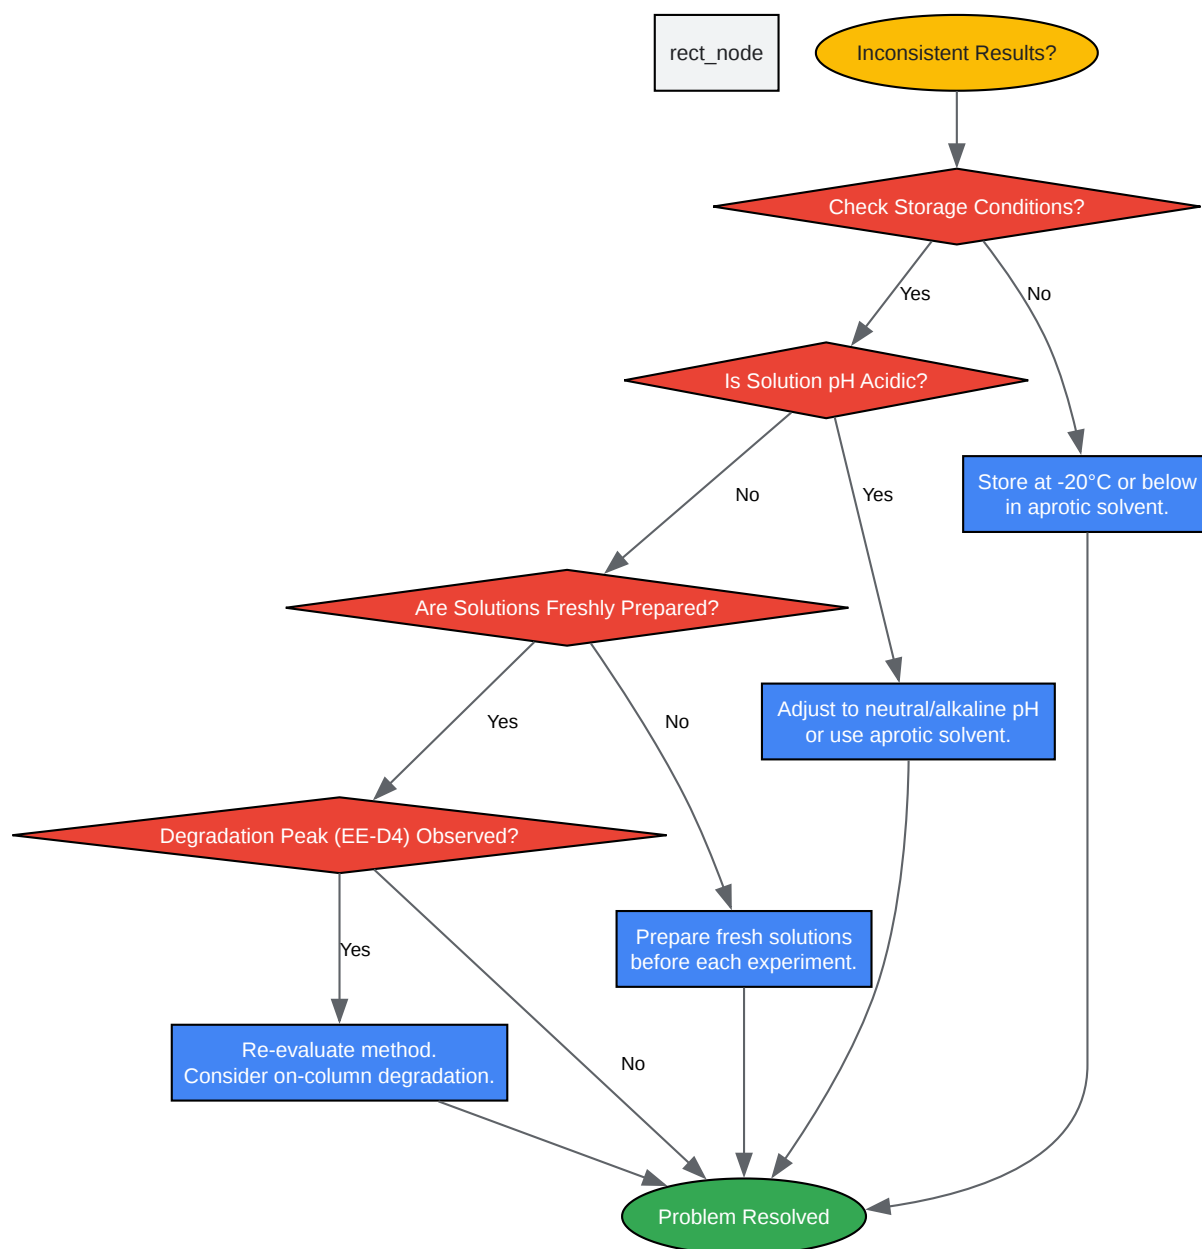 rect_node
Inconsistent Results?
Check Storage Conditions?
Yes
No
Is Solution pH Acidic?
Store at -20°C or below
in aprotic solvent.
No
Yes
Are Solutions Freshly Prepared?
Adjust to neutral/alkaline pH
or use aprotic solvent.
Yes
No
Degradation Peak (EE-D4) Observed?
Prepare fresh solutions
before each experiment.
Yes
Re-evaluate method.
Consider on-column degradation.
No
Problem Resolved